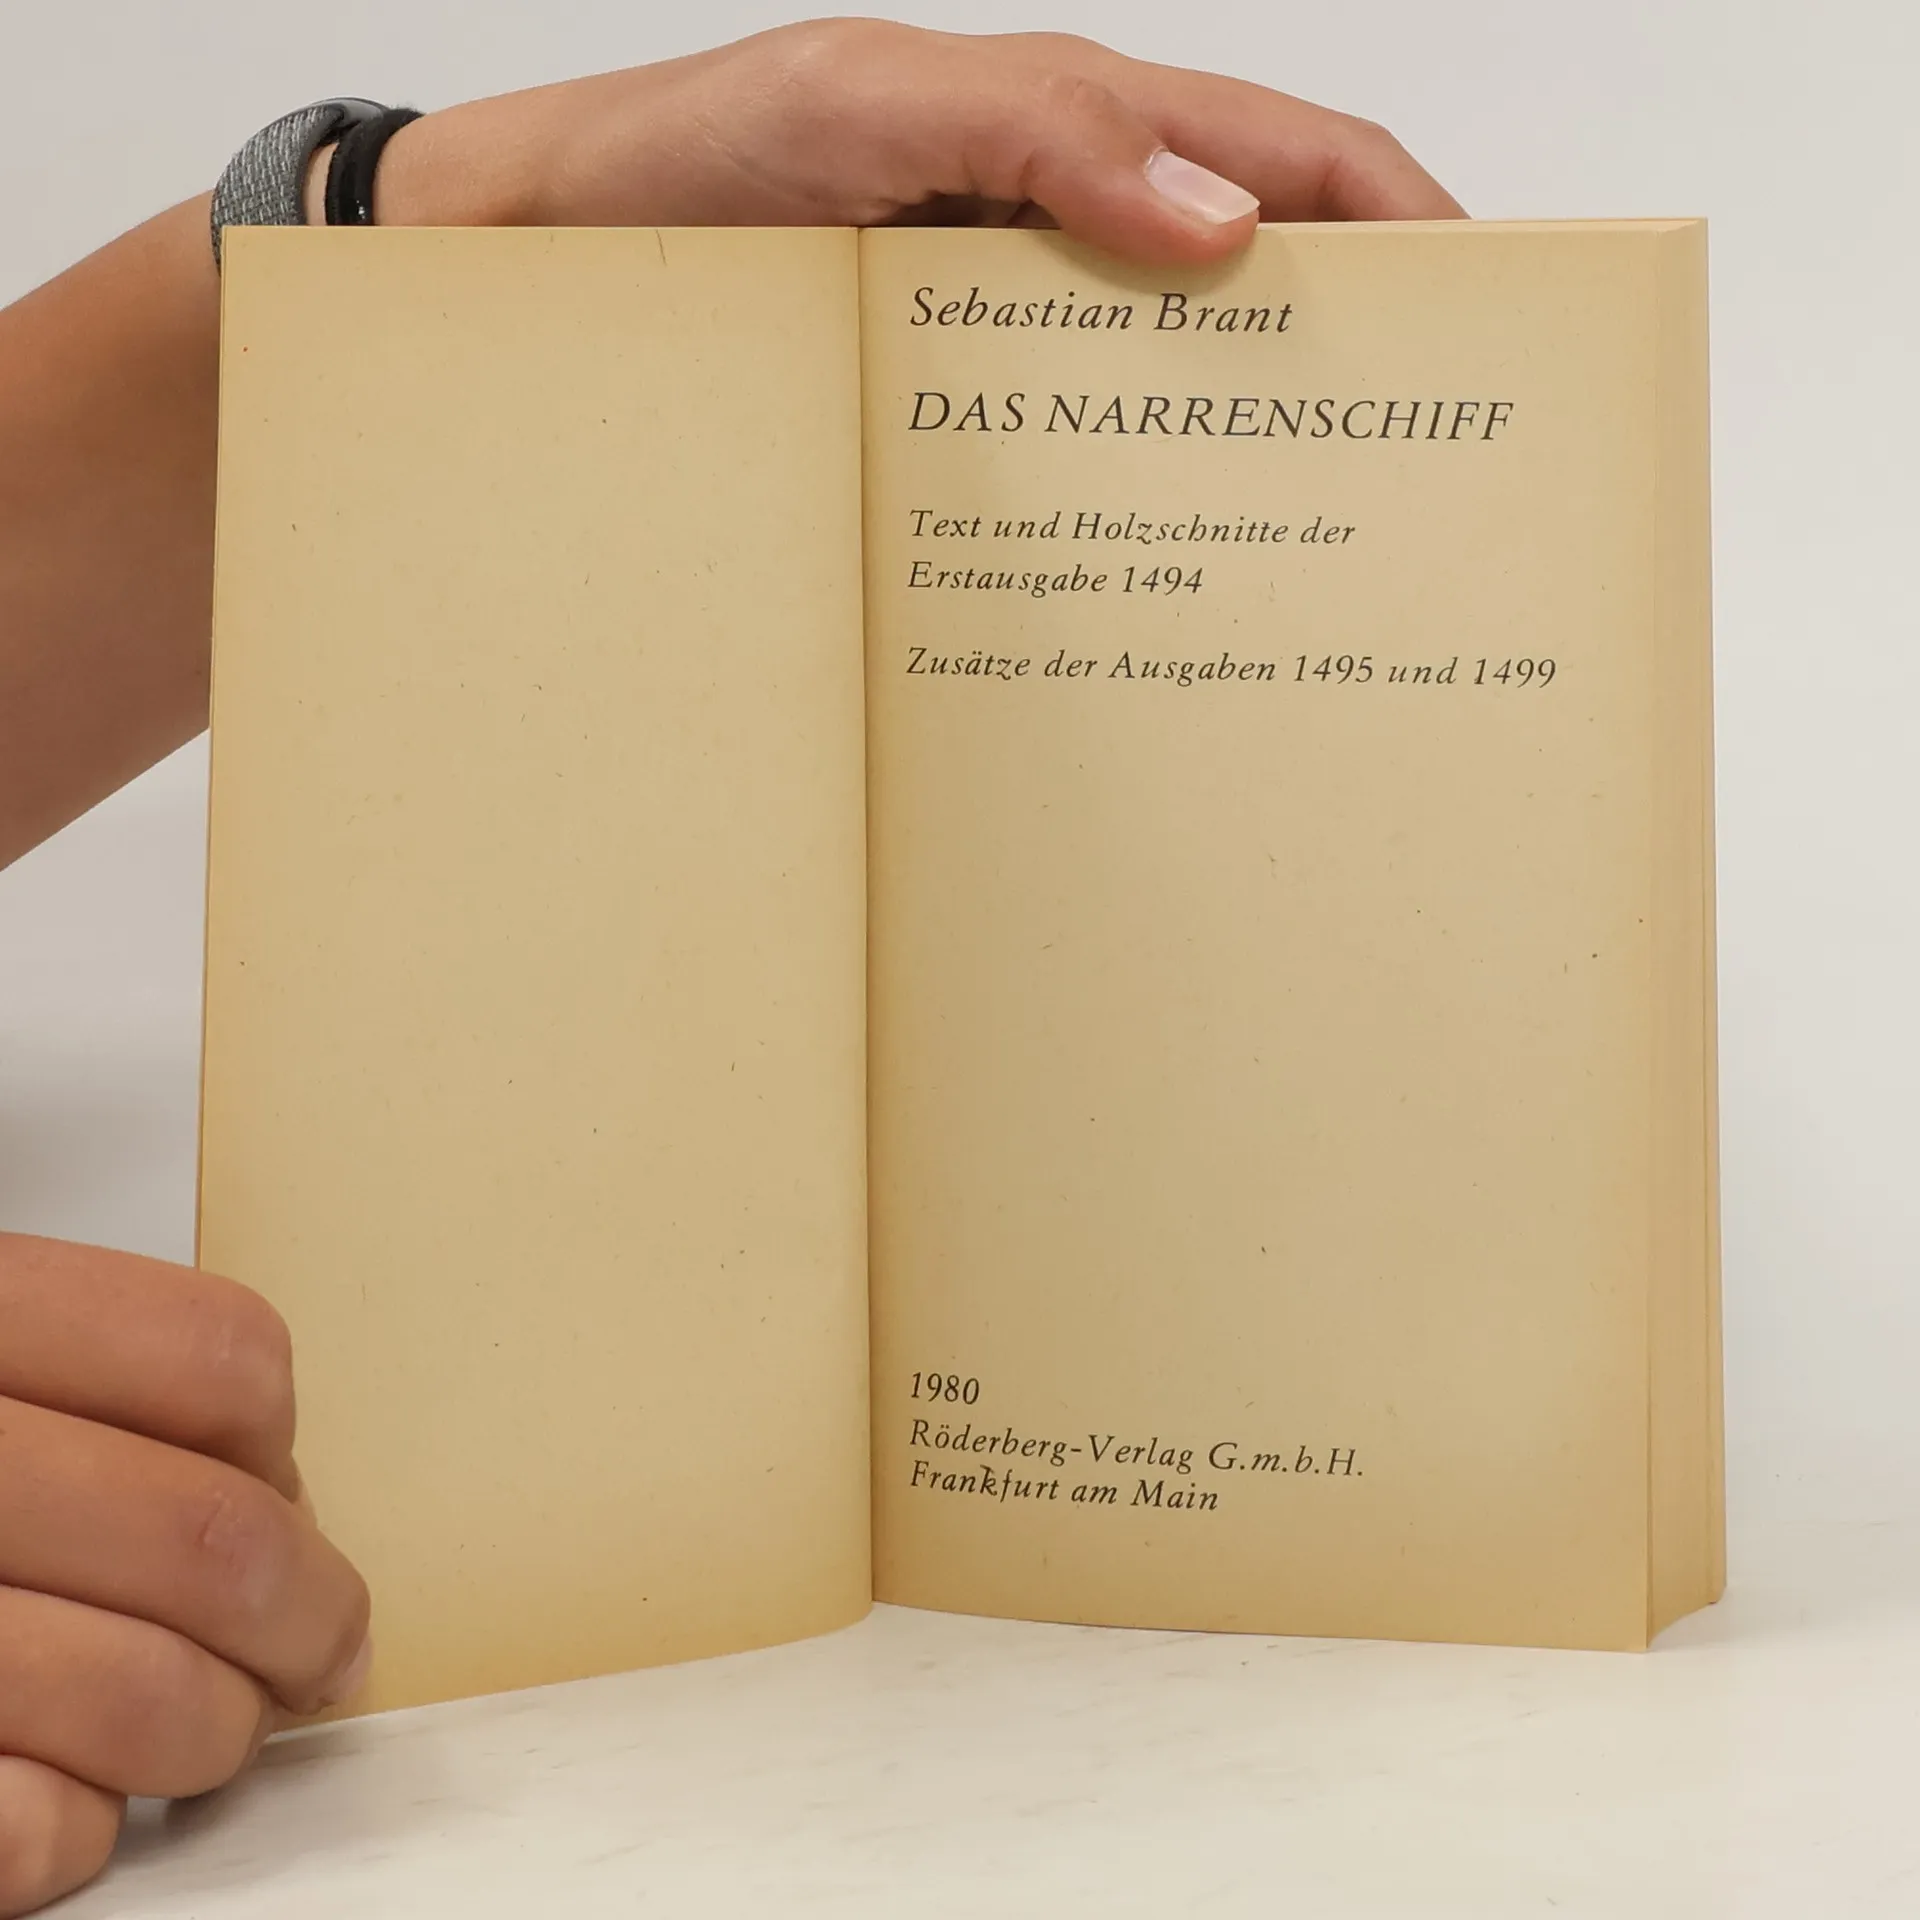 Sebastian Brant
DAS NARRENSCHIFF
Text und Holzschnitte der
Erstausgabe 1494
Zusätze der Ausgaben 1495 und 1499
1980
Röderberg-Verlag G.m.b.H.
Frankfurt am Main